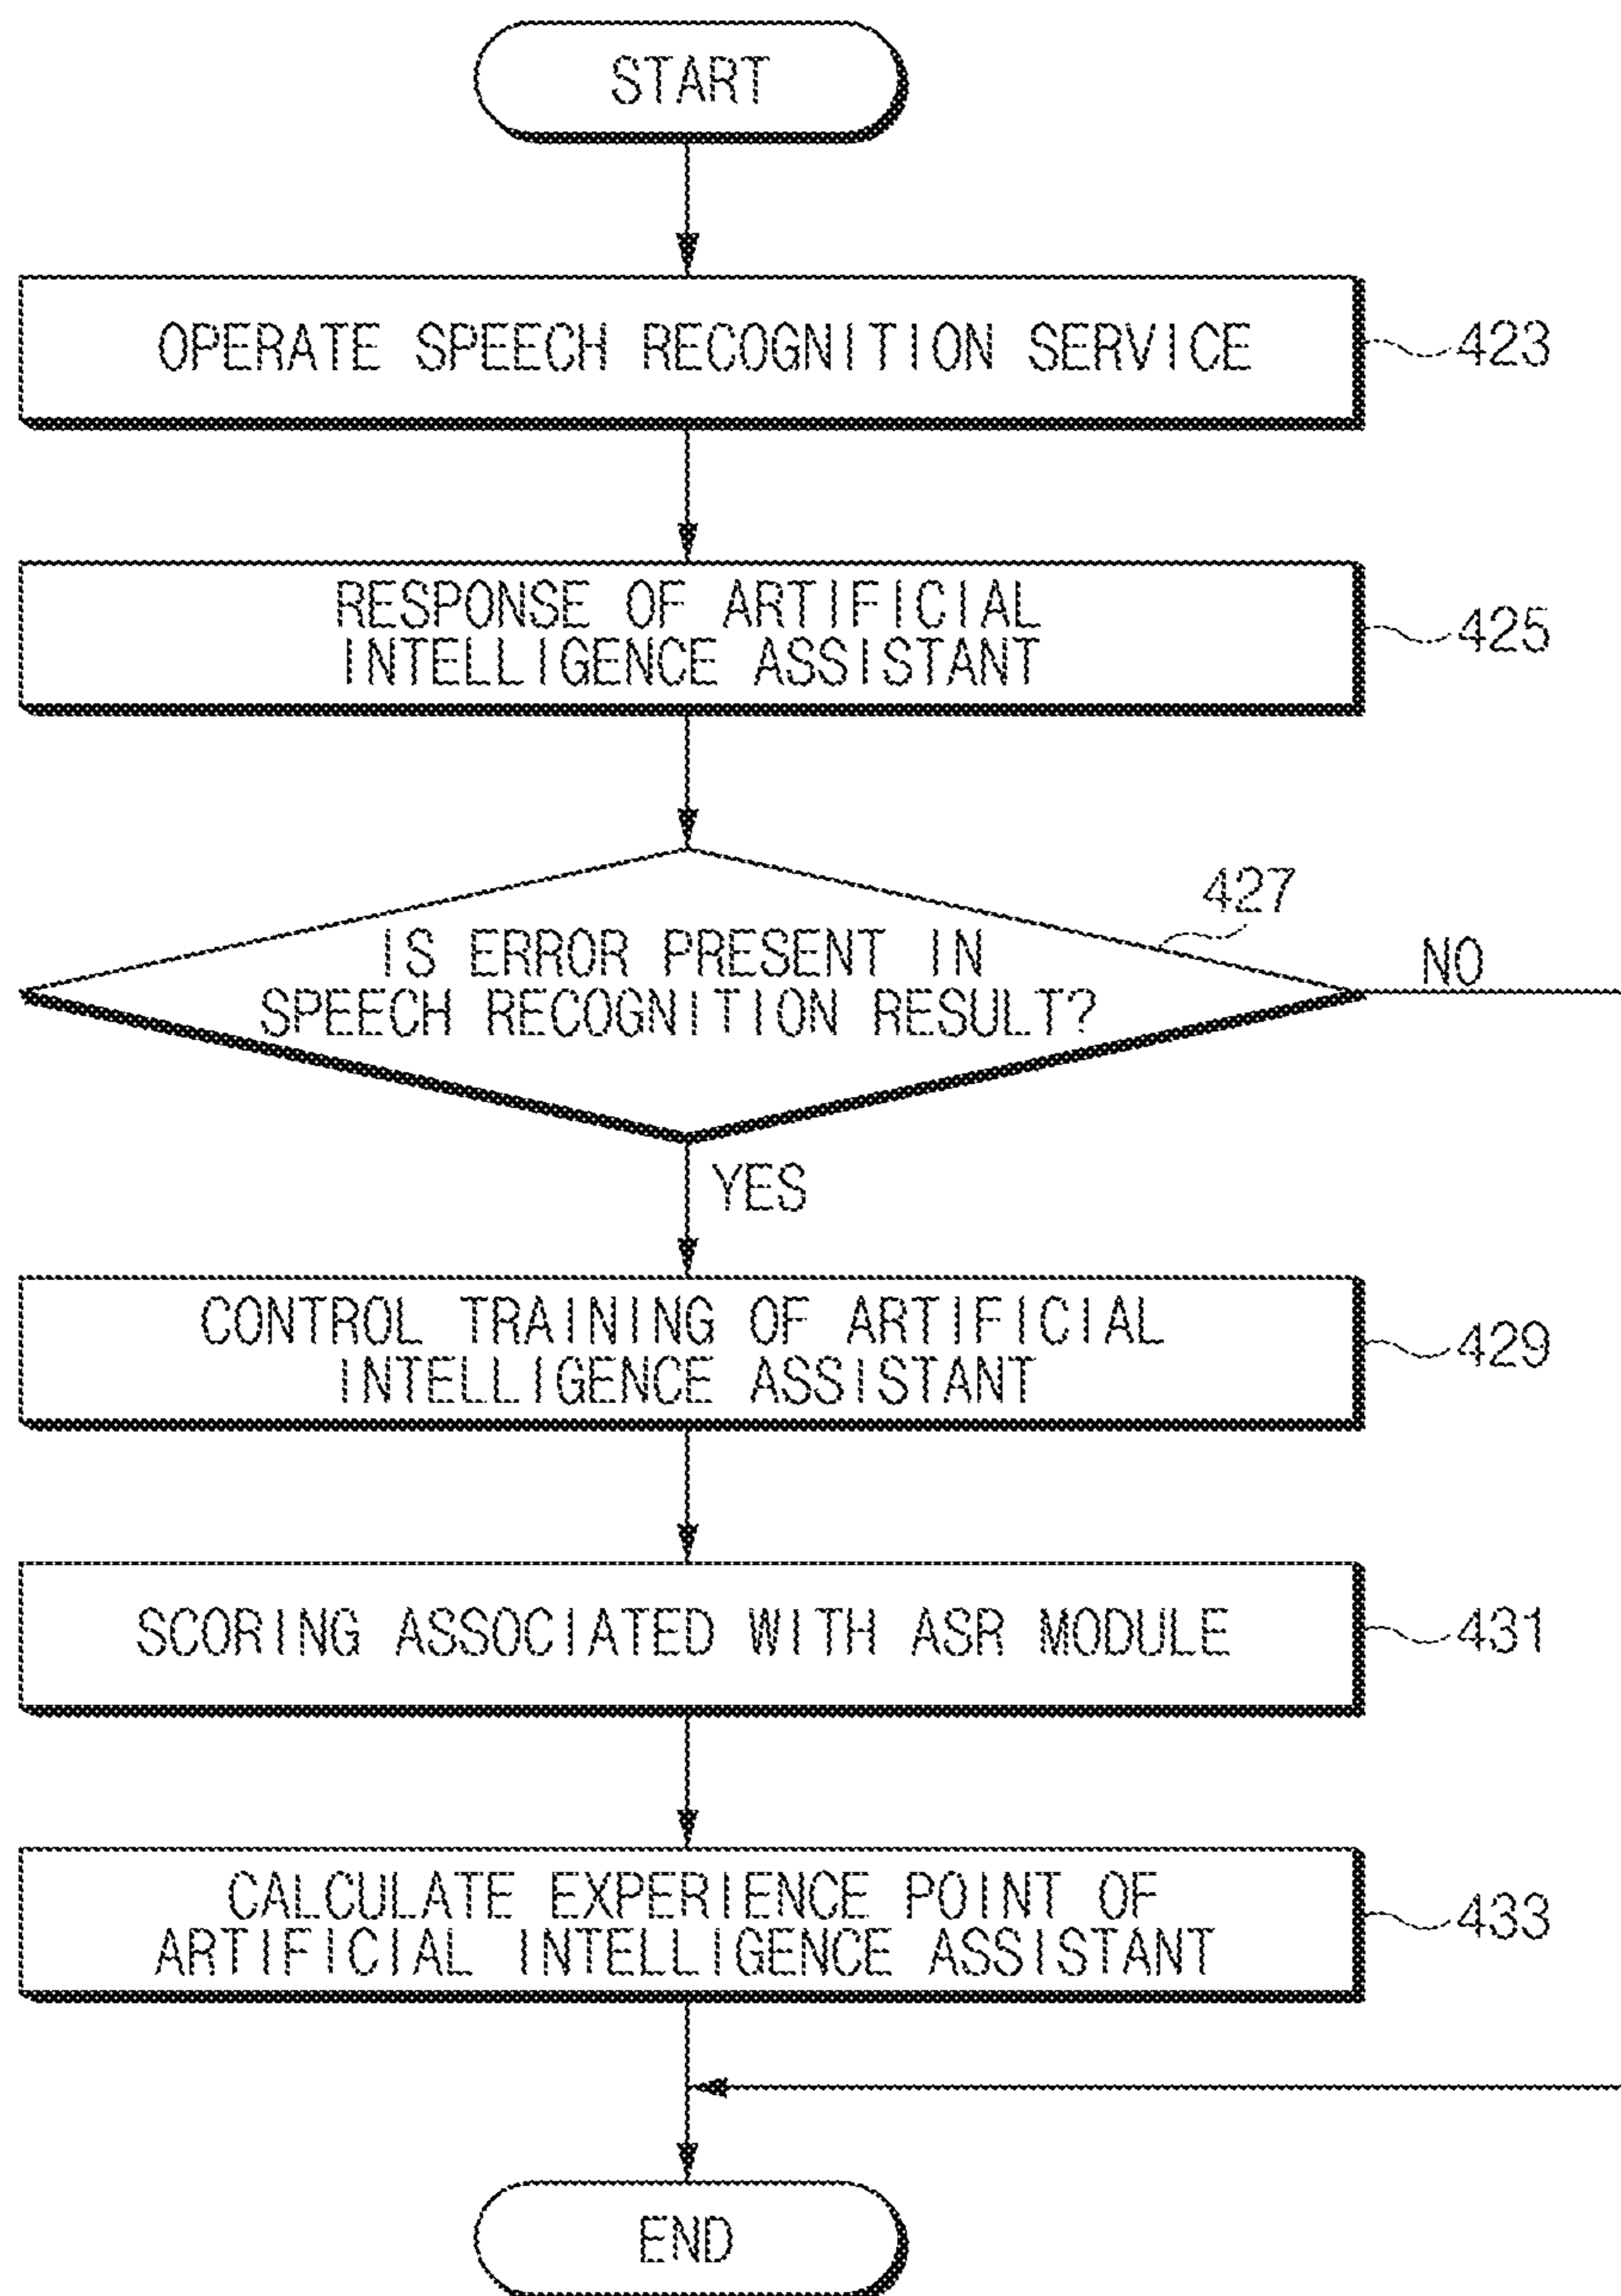 START
OPERATE SPEECH RECOGNITION SERVICE
423
RESPONSE OF ARTIFICIAL
INTELLIGENCE ASSISTANT
425
427
IS ERROR PRESENT IN
SPEECH RECOGNITION RESULT?
NO
YES
CONTROL TRAINING OF ARTIFICIAL
INTELLIGENCE ASSISTANT
429
SCORING ASSOCIATED WITH ASR MODULE
431
CALCULATE EXPERIENCE POINT OF
ARTIFICIAL INTELLIGENCE ASSISTANT
433
END